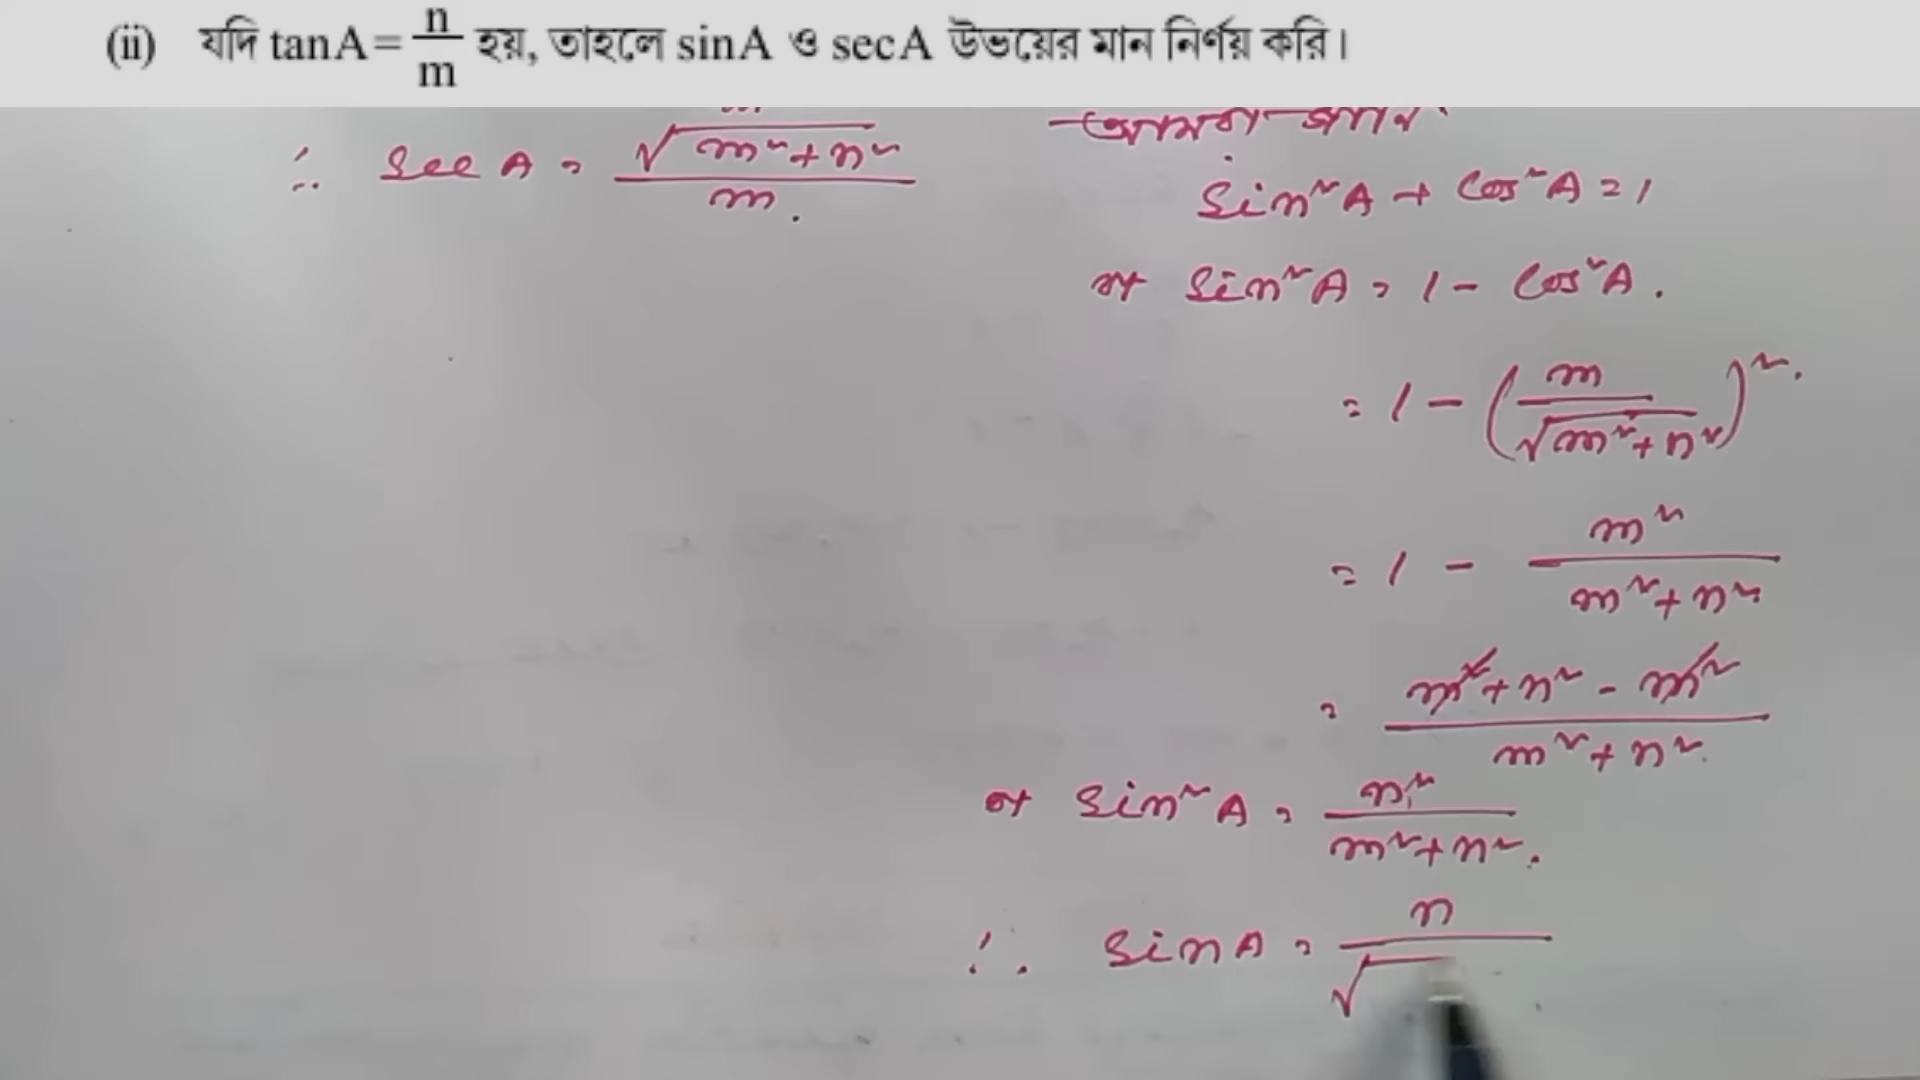 (ii) যদি tanA = n/m হয়, তাহলে sinA ও secA উভয়ের মান নির্ণয় করি।
∴ Sec A = √(m²+n²)/m.
আমরা জানি
Sin²A + Cos²A = 1
বা Sin²A = 1 - Cos²A.
= 1 - (m/√(m²+n²))².
= 1 - m²/(m²+n²)
= (m²+n²-m²)/(m²+n²)
বা Sin²A = n²/(m²+n²).
∴ SinA = n/√